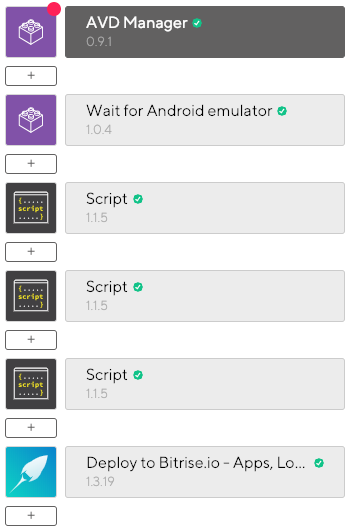 AVD Manager
0.9.1
+
Wait for Android emulator
1.0.4
+
{.....
script
.....}
Script
1.1.5
+
{.....
script
.....}
Script
1.1.5
+
{.....
script
.....}
Script
1.1.5
+
Deploy to Bitrise.io - Apps, Lo...
1.3.19
+